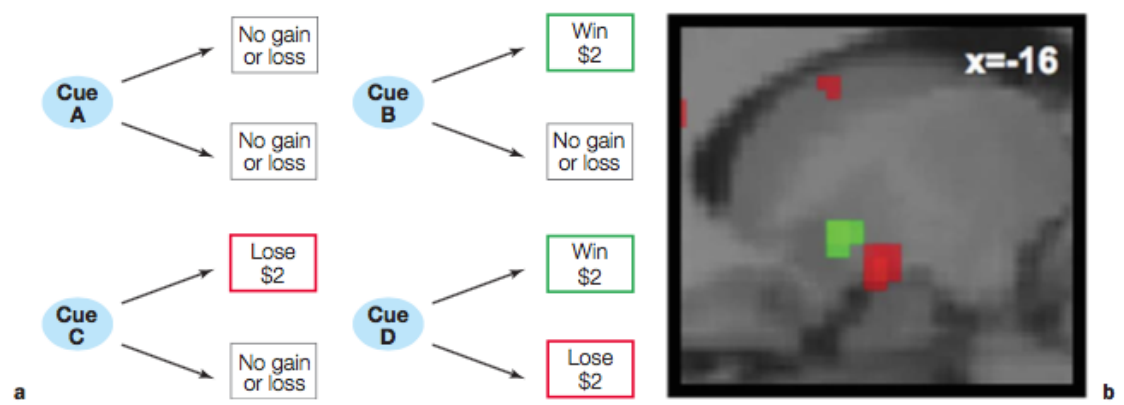 Cue
A
No gain
or loss
No gain
or loss
Cue
B
Win
$2
No gain
or loss
Cue
C
Lose
$2
No gain
or loss
Cue
D
Win
$2
Lose
$2
a
x=-16
b